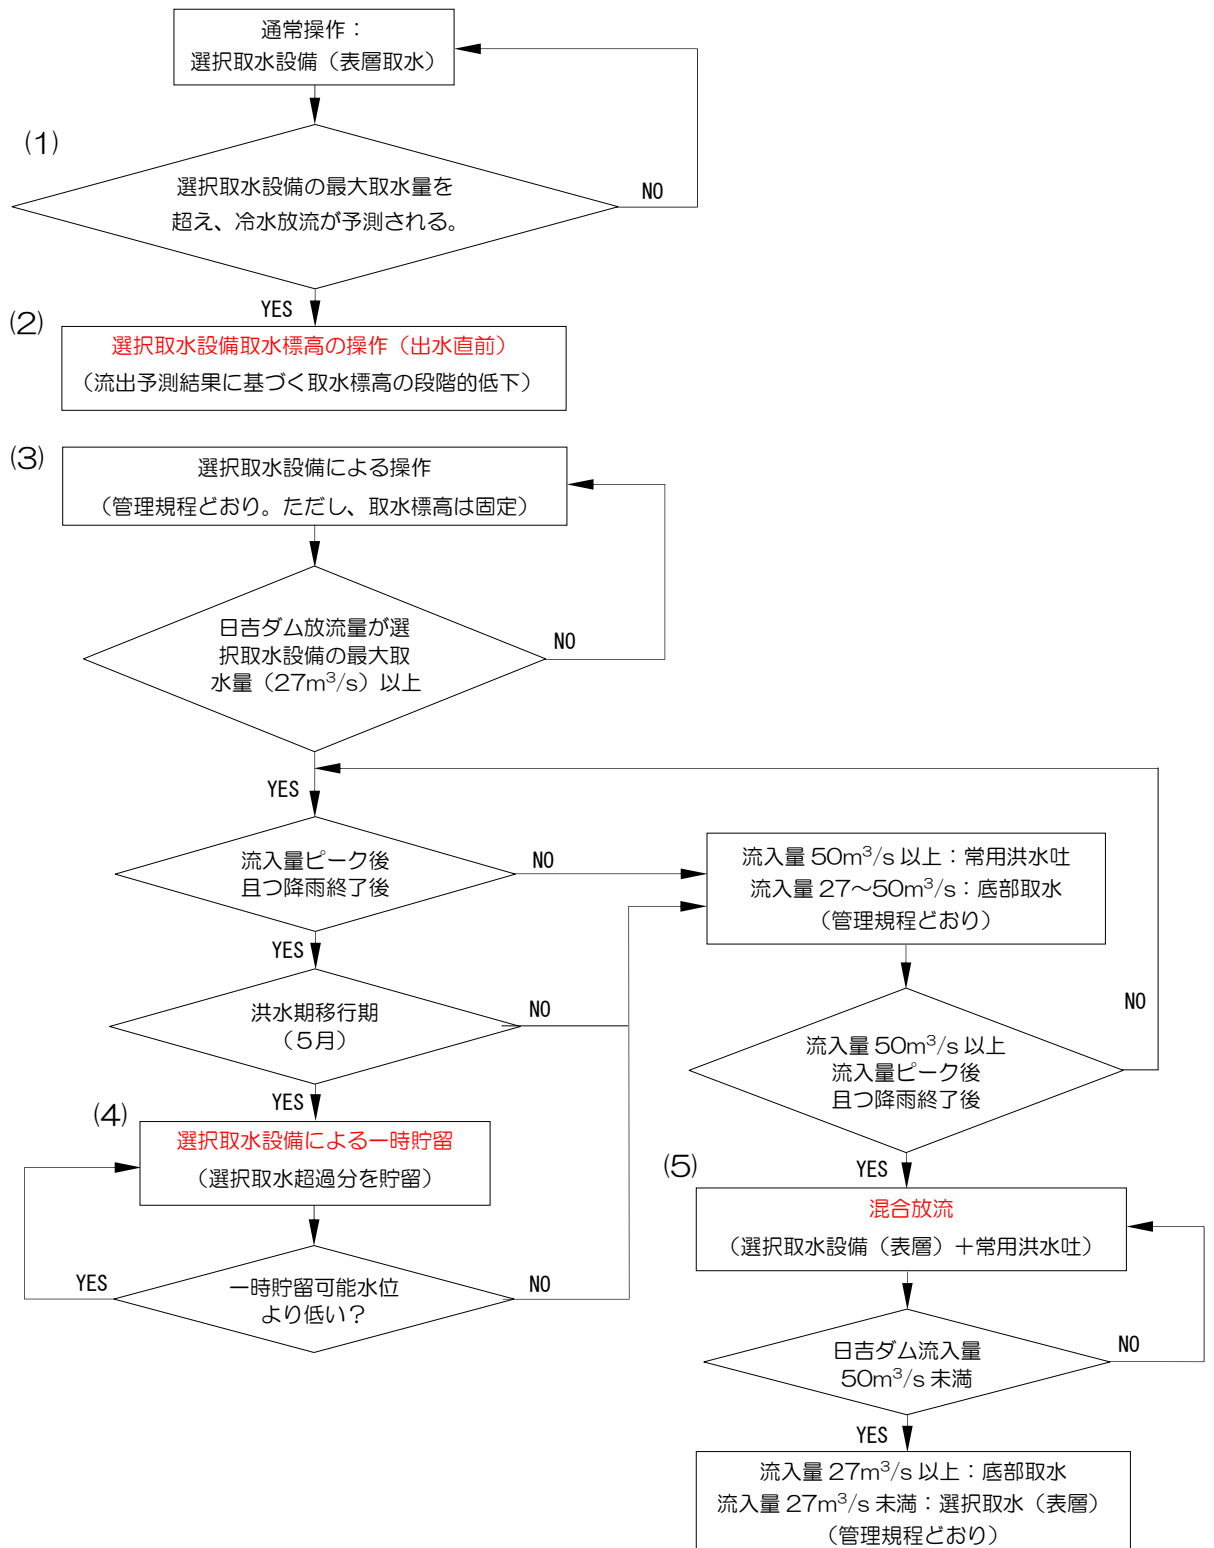 通常操作：
選択取水設備（表層取水）
(1)
選択取水設備の最大取水量を
超え、冷水放流が予測される。
NO
YES
(2)
選択取水設備取水標高の操作（出水直前）
（流出予測結果に基づく取水標高の段階的低下）
(3)
選択取水設備による操作
（管理規程どおり。ただし、取水標高は固定）
日吉ダム放流量が選
択取水設備の最大取
水量（27m³/s）以上
NO
YES
流入量ピーク後
且つ降雨終了後
NO
流入量 50m³/s 以上：常用洪水吐
流入量 27～50m³/s：底部取水
（管理規程どおり）
YES
洪水期移行期
（5月）
NO
NO
流入量 50m³/s 以上
流入量ピーク後
且つ降雨終了後
YES
(4)
選択取水設備による一時貯留
（選択取水超過分を貯留）
YES
(5)
混合放流
（選択取水設備（表層）＋常用洪水吐）
YES
一時貯留可能水位
より低い？
NO
日吉ダム流入量
50m³/s 未満
NO
YES
流入量 27m³/s 以上：底部取水
流入量 27m³/s 未満：選択取水（表層）
（管理規程どおり）